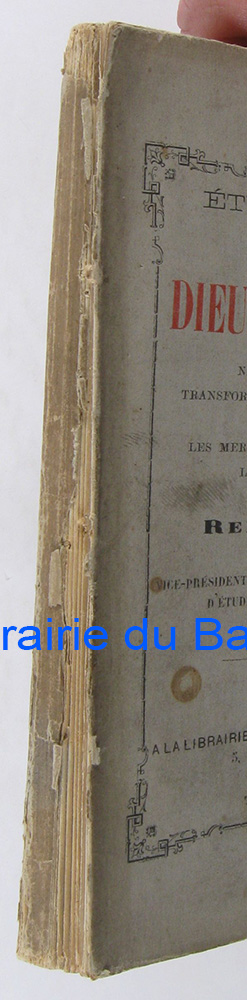 ÉT
DIEU
N
TRANSFOR
LES MER
L
RE
VICE-PRÉSIDENT
D'ÉTUD
rairie du Ba
A LA LIBRAIRIE
5,